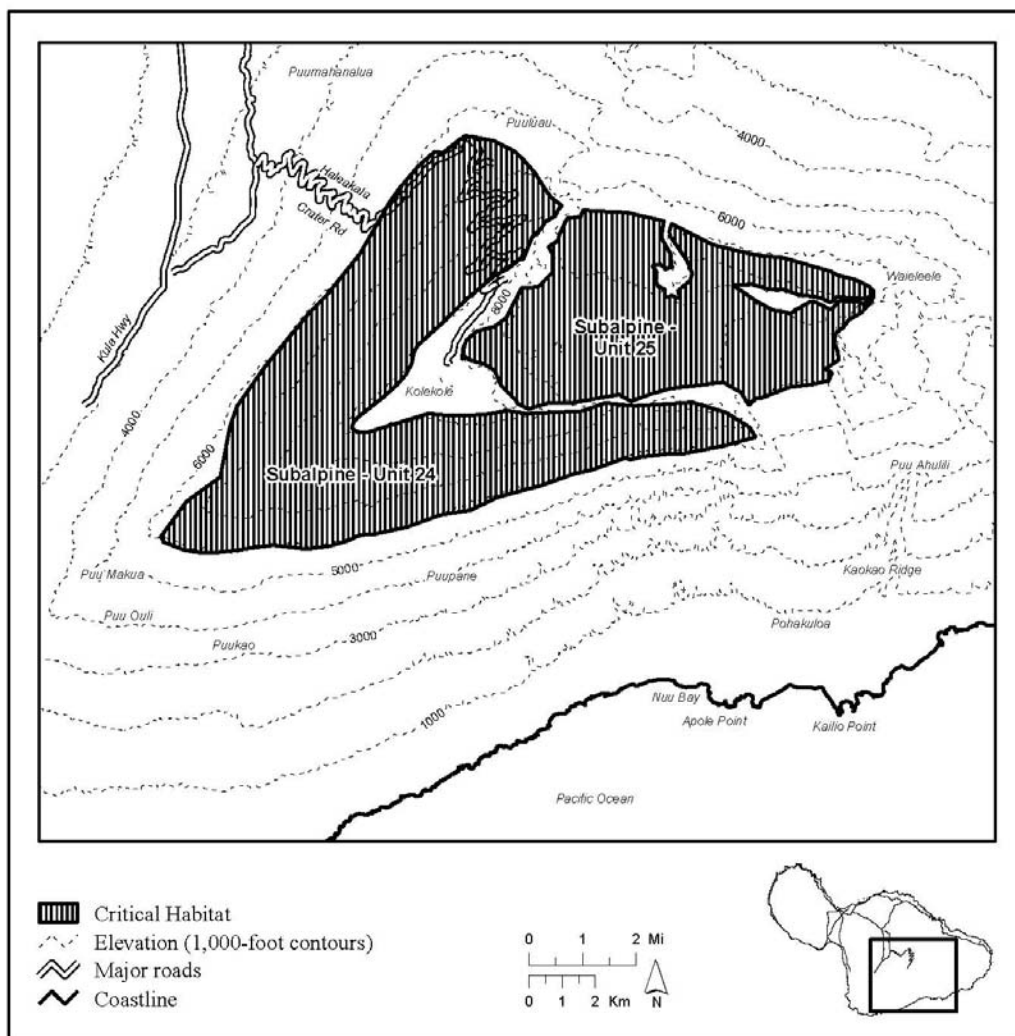 Puumahanalua
Puuluau
4000
Haleakala
Crater Rd
6000
Waieleele
8000
Subalpine -
Unit 25
Kula Hwy
Kolekole
4000
6000
Puu Ahulili
Subalpine - Unit 24
Puu Makua
5000
Puupane
Kaokao Ridge
Puu Ouli
Puukao
3000
Pohakuloa
1000
Nuu Bay
Apole Point
Kailio Point
Pacific Ocean
Critical Habitat
Elevation (1,000-foot contours)
Major roads
Coastline
0 1 2 Mi
0 1 2 Km
N